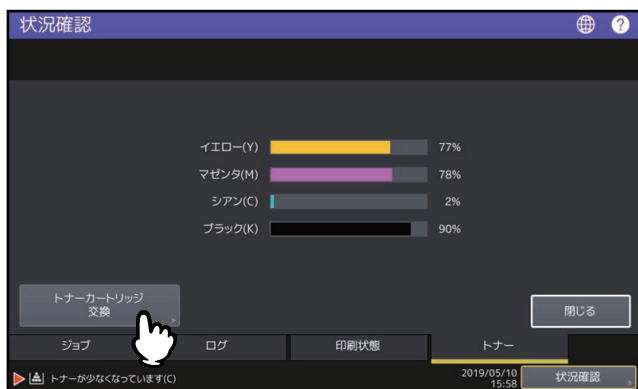 状況確認
?
イエロー(Y) 77%
マゼンタ(M) 78%
シアン(C) 2%
ブラック(K) 90%
トナーカートリッジ
交換
閉じる
ジョブ ログ 印刷状態 トナー
トナーが少なくなっています(C)
2019/05/10
15:58
状況確認